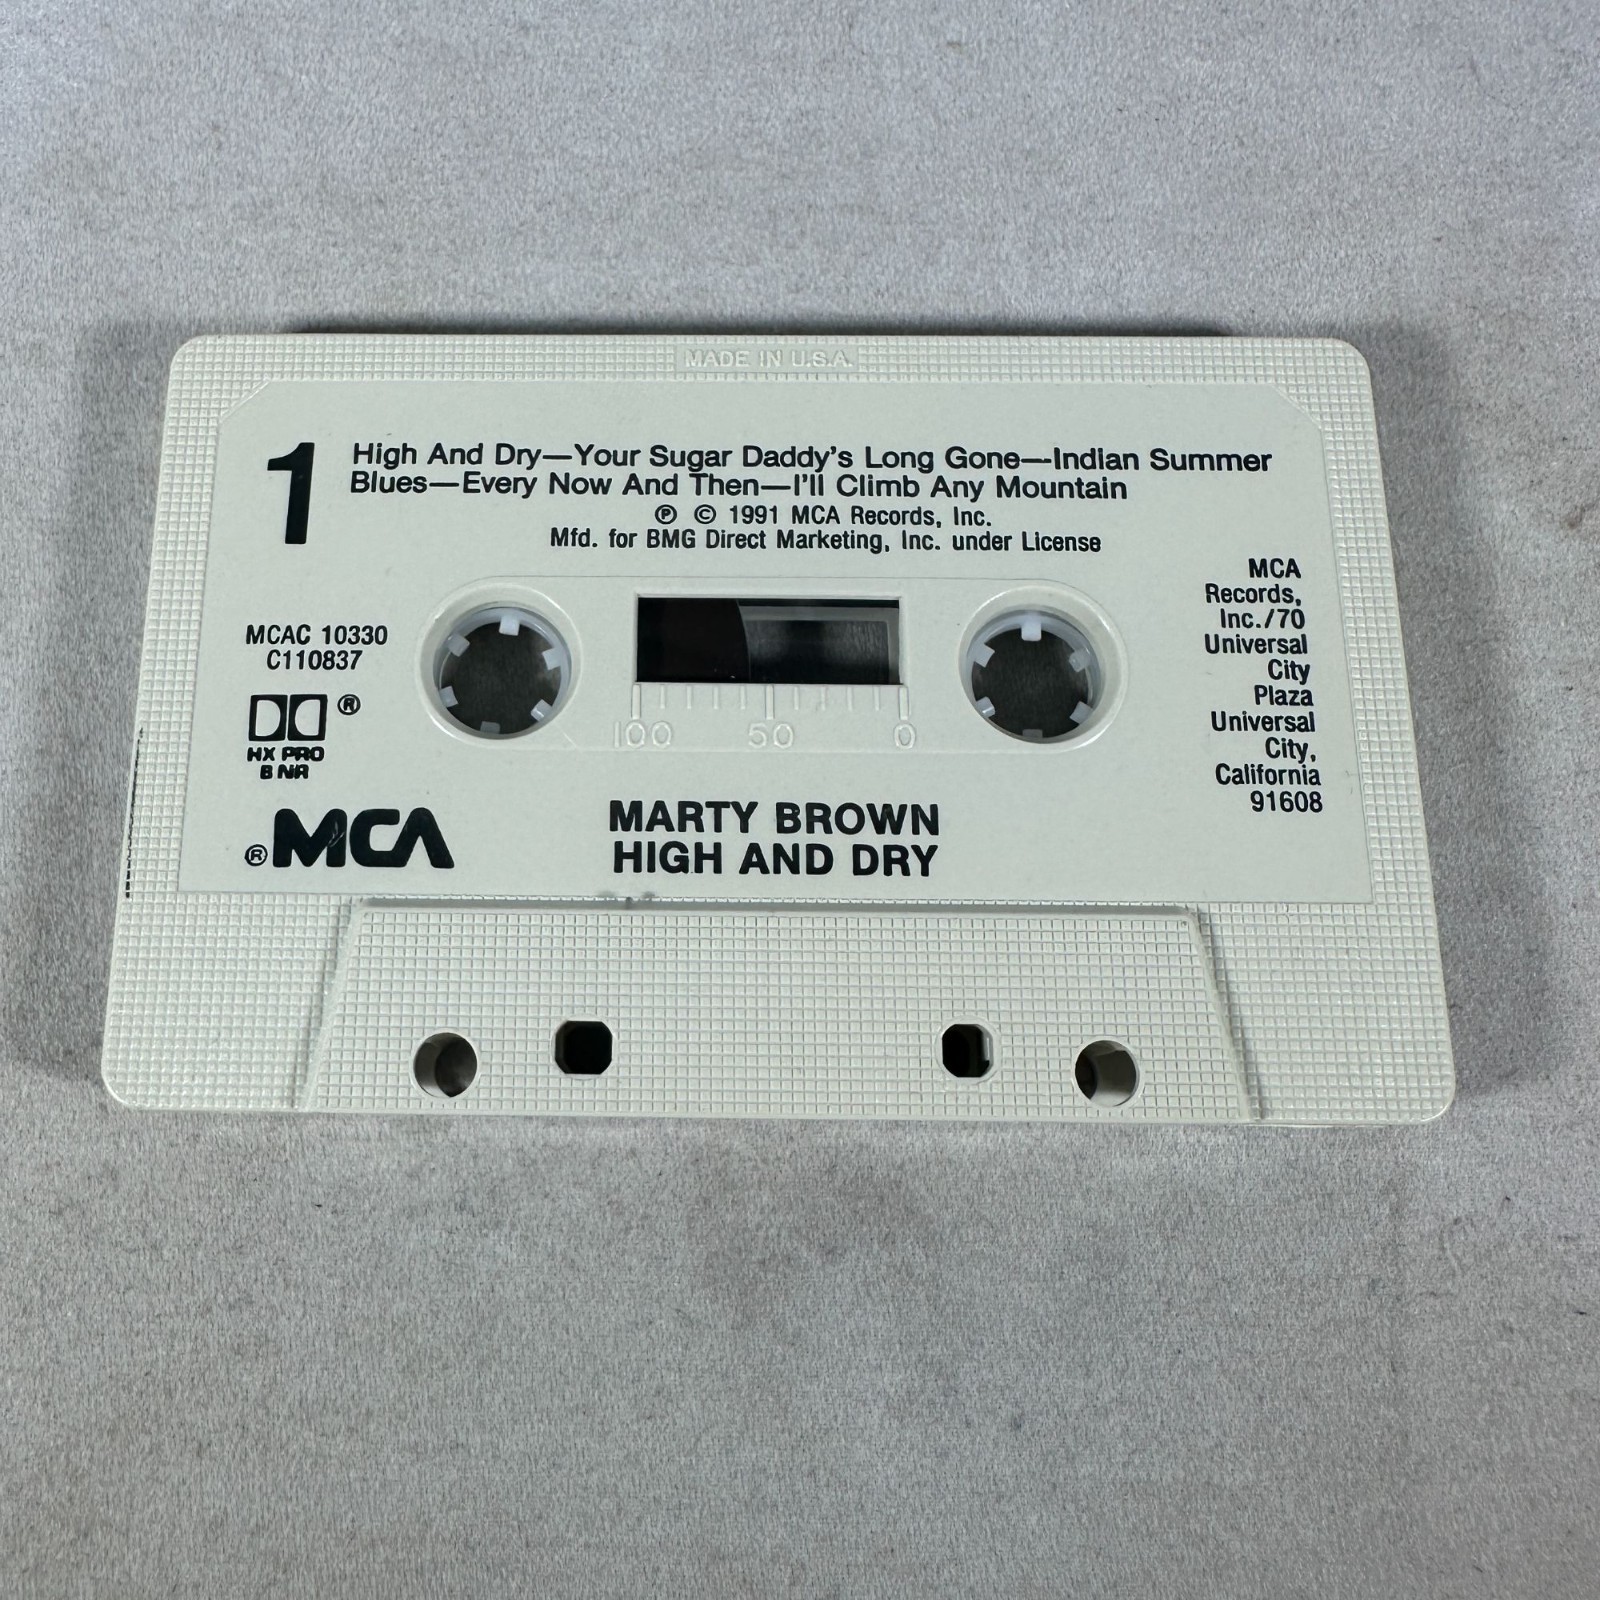 MADE IN U.S.A.
1
High And Dry—Your Sugar Daddy's Long Gone—Indian Summer
Blues—Every Now And Then—I'll Climb Any Mountain
℗ © 1991 MCA Records, Inc.
Mfd. for BMG Direct Marketing, Inc. under License
MCAC 10330
C110837
®
HX PRO
B NR
® MCA
100 50 0
MARTY BROWN
HIGH AND DRY
MCA
Records,
Inc./70
Universal
City
Plaza
Universal
City,
California
91608